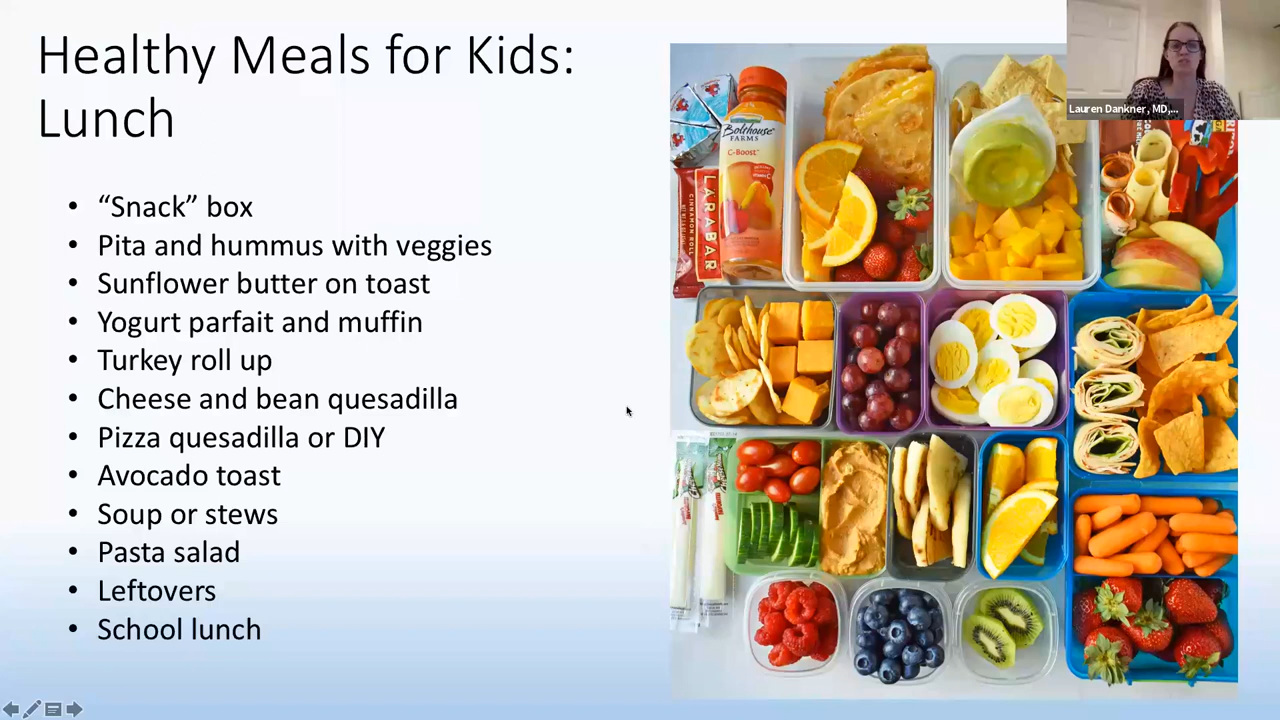 Healthy Meals for Kids:
Lunch
• “Snack” box
• Pita and hummus with veggies
• Sunflower butter on toast
• Yogurt parfait and muffin
• Turkey roll up
• Cheese and bean quesadilla
• Pizza quesadilla or DIY
• Avocado toast
• Soup or stews
• Pasta salad
• Leftovers
• School lunch
Lauren Dankner, MD,...
Bolthouse
FARMS
C-Boost
LARABAR
CINNAMON ROLL